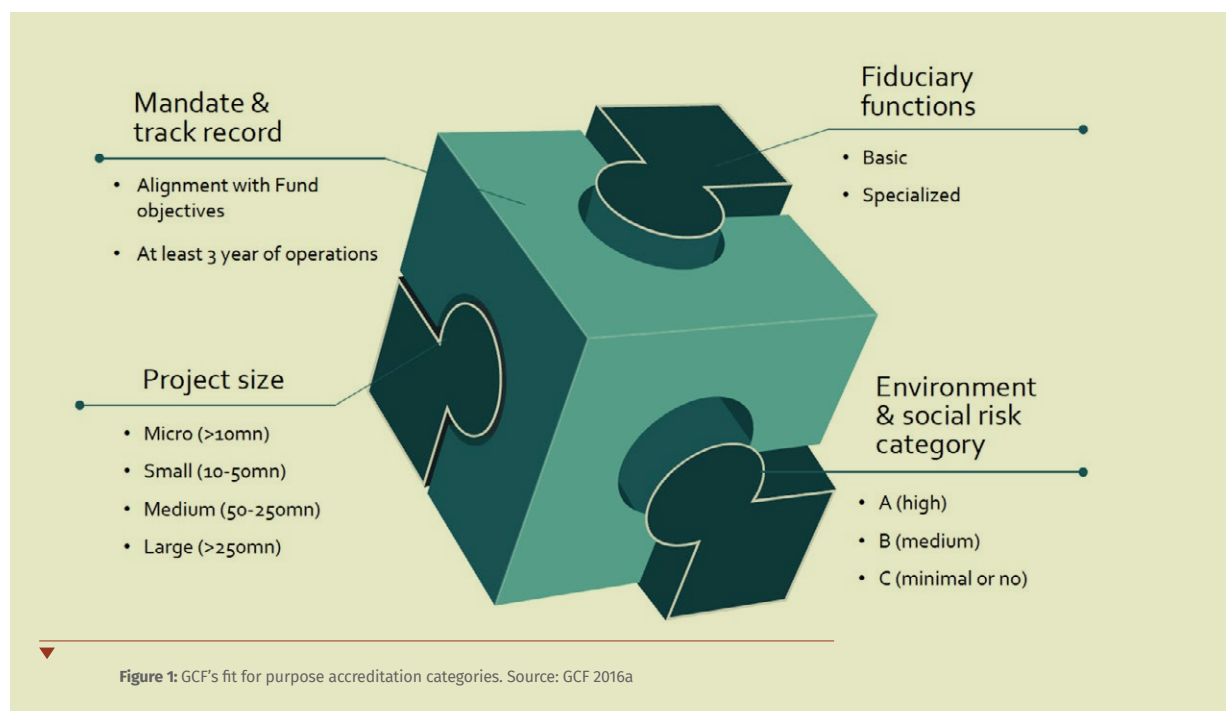 Mandate &
track record
• Alignment with Fund
objectives
• At least 3 year of operations
Fiduciary
functions
• Basic
• Specialized
Project size
• Micro (>10mn)
• Small (10-50mn)
• Medium (50-250mn)
• Large (>250mn)
Environment
& social risk
category
• A (high)
• B (medium)
• C (minimal or no)
Figure 1: GCF's fit for purpose accreditation categories. Source: GCF 2016a